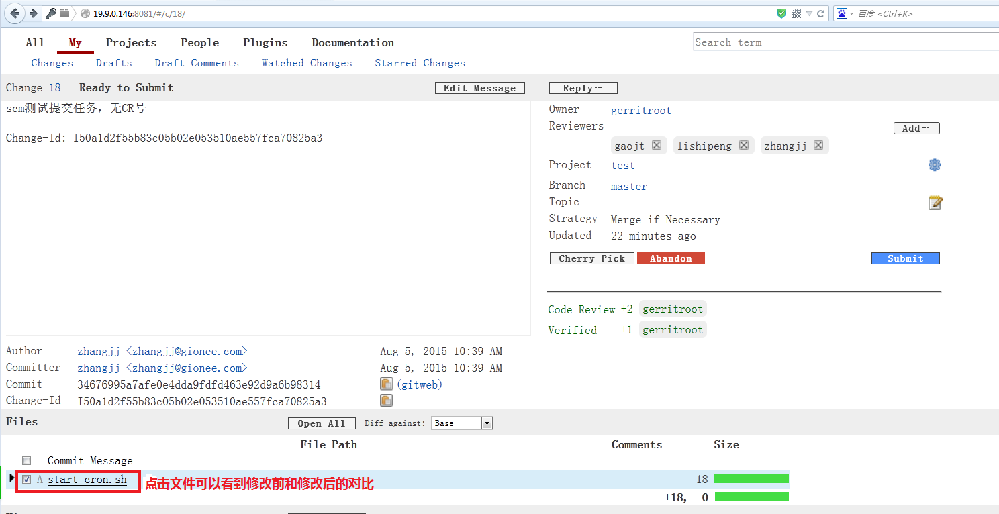 19.9.0.146:8081/#/c/18/
百度 <Ctrl+K>
All My Projects People Plugins Documentation
Search term
Changes Drafts Draft Comments Watched Changes Starred Changes
Change 18 - Ready to Submit
Edit Message
Reply…
scm测试提交任务，无CR号
Change-Id: I50a1d2f55b83c05b02e053510ae557fca70825a3
Owner gerritroot
Reviewers
Add…
gaojt lishipeng zhangjj
Project test
Branch master
Topic
Strategy Merge if Necessary
Updated 22 minutes ago
Cherry Pick Abandon Submit
Code-Review +2 gerritroot
Verified +1 gerritroot
Author zhangjj <zhangjj@gionee.com> Aug 5, 2015 10:39 AM
Committer zhangjj <zhangjj@gionee.com> Aug 5, 2015 10:39 AM
Commit 34676995a7afe0e4dda9fdfd463e92d9a6b98314 (gitweb)
Change-Id I50a1d2f55b83c05b02e053510ae557fca70825a3
Files Open All Diff against: Base
File Path Comments Size
Commit Message
A start_cron.sh 点击文件可以看到修改前和修改后的对比 18
+18, -0